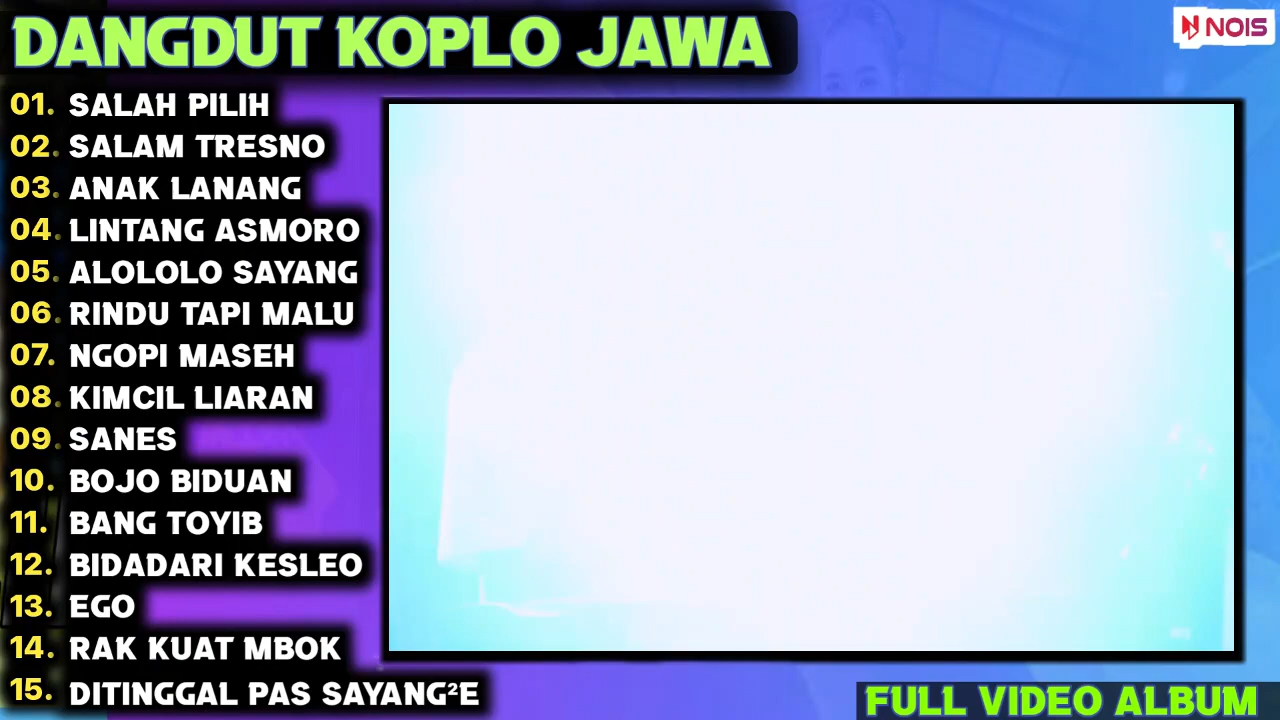 DANGDUT KOPLO JAWA
NOIS
01. SALAH PILIH
02. SALAM TRESNO
03. ANAK LANANG
04. LINTANG ASMORO
05. ALOLOLO SAYANG
06. RINDU TAPI MALU
07. NGOPI MASEH
08. KIMCIL LIARAN
09. SANES
10. BOJO BIDUAN
11. BANG TOYIB
12. BIDADARI KESLEO
13. EGO
14. RAK KUAT MBOK
15. DITINGGAL PAS SAYANG²E
FULL VIDEO ALBUM